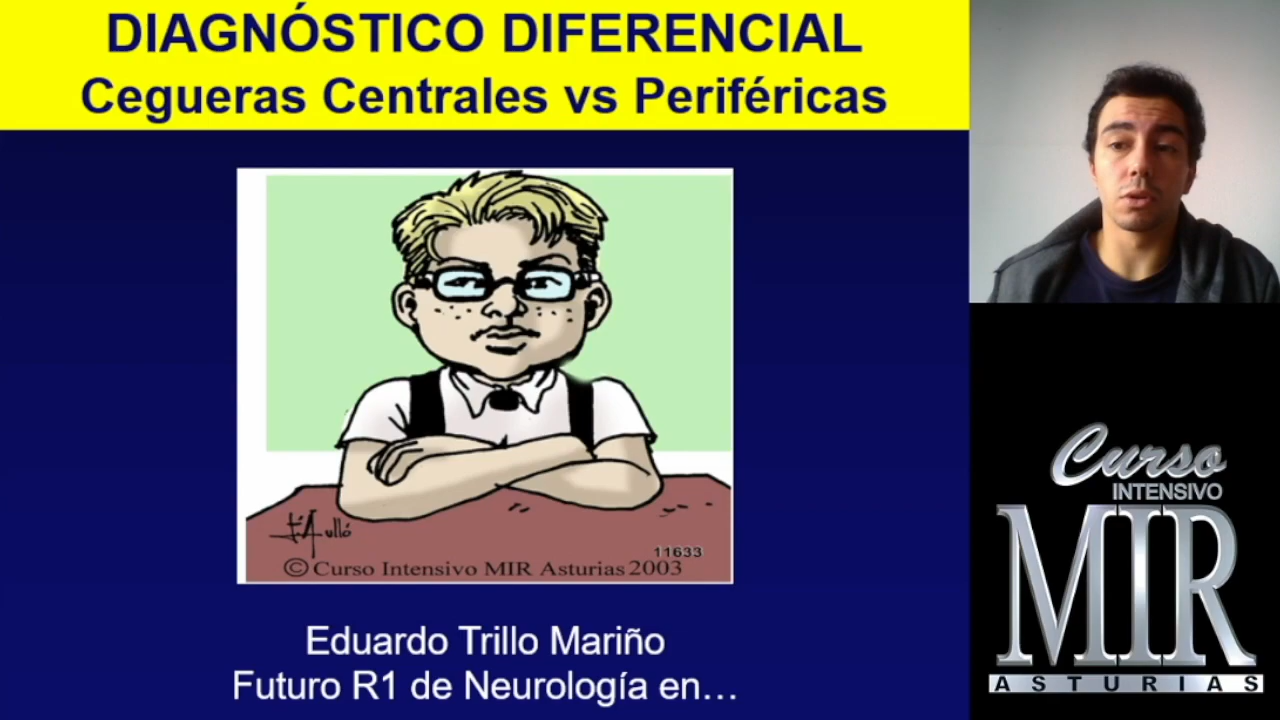 DIAGNÓSTICO DIFERENCIAL
Cegueras Centrales vs Periféricas
11633
© Curso Intensivo MIR Asturias 2003
Eduardo Trillo Mariño
Futuro R1 de Neurología en...
Curso
INTENSIVO
MIR
ASTURIAS